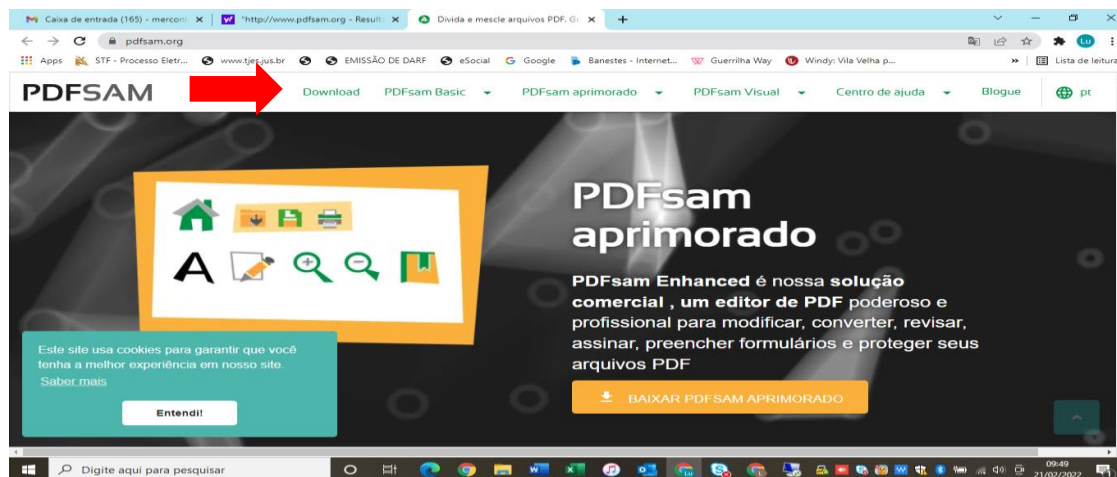 Caixa de entrada (165) - merconi
"http://www.pdfsam.org - Result
Divida e mescle arquivos PDF. Gr
pdfsam.org
Apps STF - Processo Eletr... www.tjes.jus.br EMISSÃO DE DARF eSocial Google Banestes - Internet... Guerrilha Way Windy: Vila Velha p... » Lista de leitura
PDFSAM Download PDFsam Basic PDFsam aprimorado PDFsam Visual Centro de ajuda Blogue pt
PDFsam
aprimorado
PDFsam Enhanced é nossa solução
comercial , um editor de PDF poderoso e
profissional para modificar, converter, revisar,
assinar, preencher formulários e proteger seus
arquivos PDF
BAIXAR PDFSAM APRIMORADO
Este site usa cookies para garantir que você
tenha a melhor experiência em nosso site.
Saber mais
Entendi!
Digite aqui para pesquisar
09:49
21/02/2022